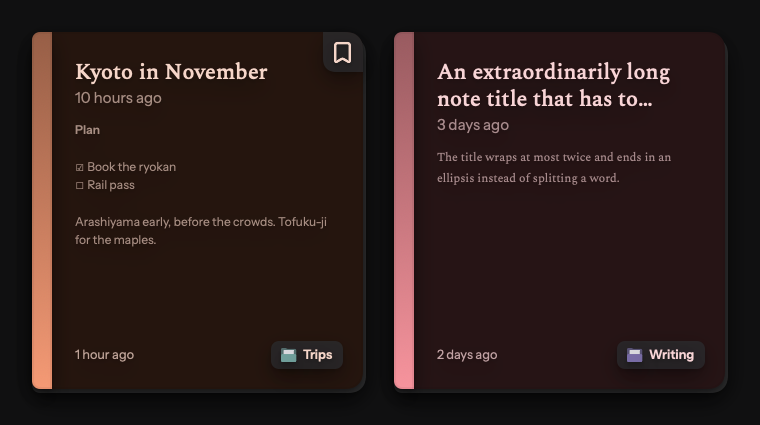 Kyoto in November
10 hours ago
Plan
☑ Book the ryokan
☐ Rail pass
Arashiyama early, before the crowds. Tofuku-ji
for the maples.
1 hour ago
Trips
An extraordinarily long
note title that has to…
3 days ago
The title wraps at most twice and ends in an
ellipsis instead of splitting a word.
2 days ago
Writing